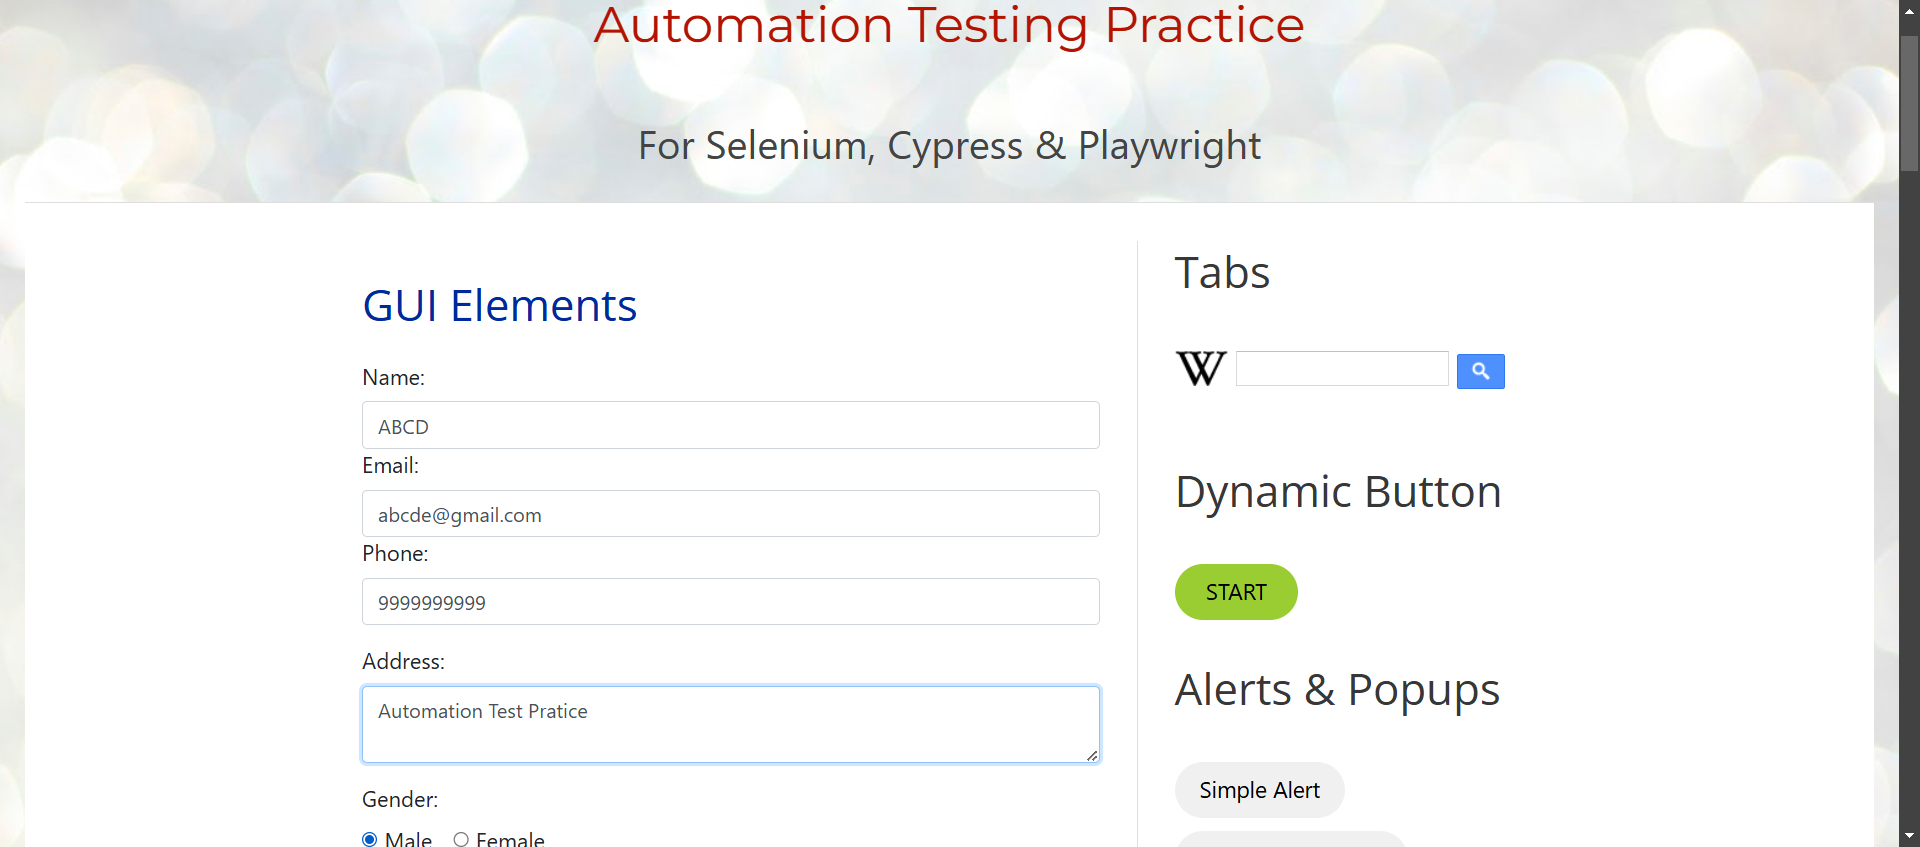 Automation Testing Practice
For Selenium, Cypress & Playwright
GUI Elements
Name:
ABCD
Email:
abcde@gmail.com
Phone:
9999999999
Address:
Automation Test Pratice
Gender:
Male Female
Tabs
W
Dynamic Button
START
Alerts & Popups
Simple Alert